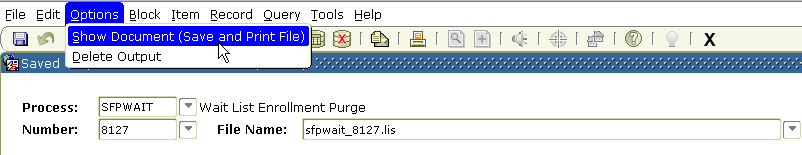 File Edit Options Block Item Record Query Tools Help
Show Document (Save and Print File)
Delete Output
Saved
Process: SFPWAIT Wait List Enrollment Purge
Number: 8127 File Name: sfpwait_8127.lis